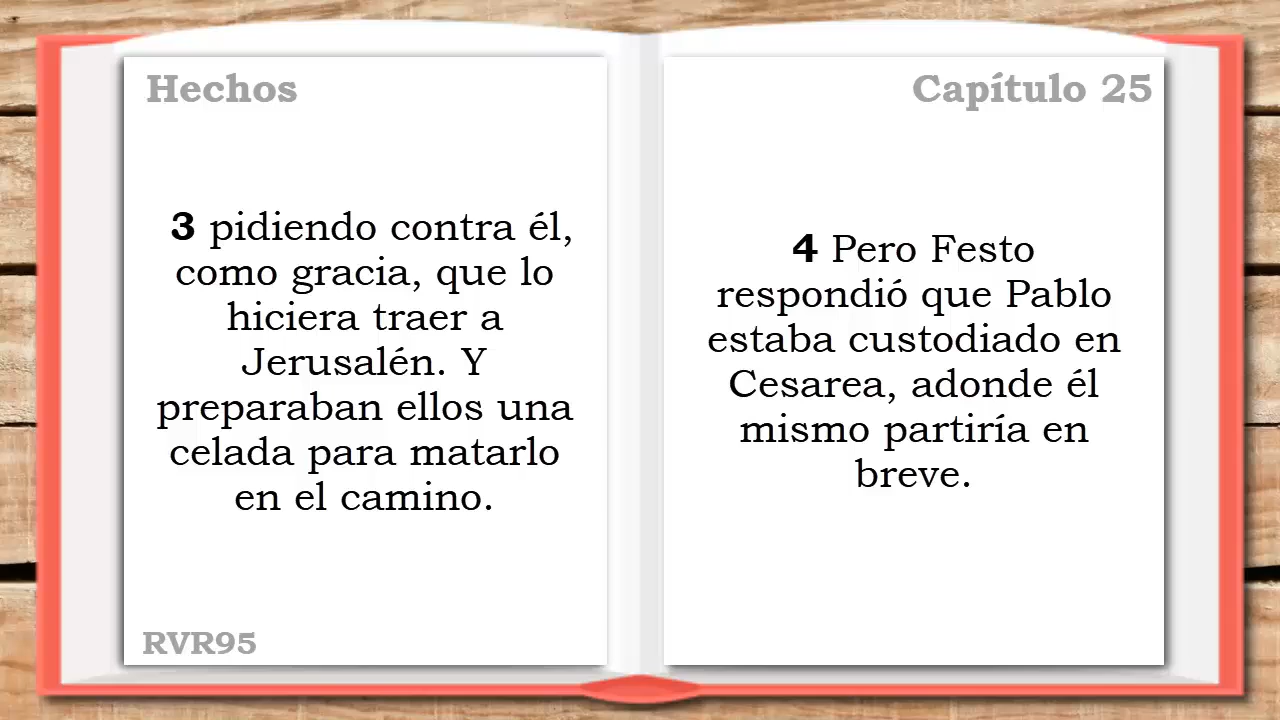 Hechos
3 pidiendo contra él,
como gracia, que lo
hiciera traer a
Jerusalén. Y
preparaban ellos una
celada para matarlo
en el camino.
RVR95
Capítulo 25
4 Pero Festo
respondió que Pablo
estaba custodiado en
Cesarea, adonde él
mismo partiría en
breve.